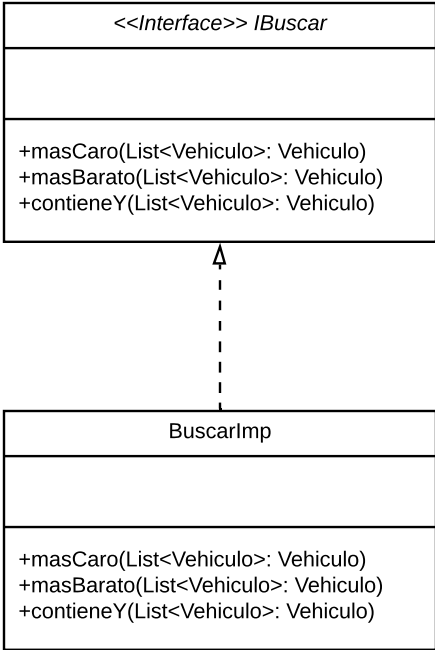 <<Interface>> IBuscar
+masCaro(List<Vehiculo>: Vehiculo)
+masBarato(List<Vehiculo>: Vehiculo)
+contieneY(List<Vehiculo>: Vehiculo)
BuscarImp
+masCaro(List<Vehiculo>: Vehiculo)
+masBarato(List<Vehiculo>: Vehiculo)
+contieneY(List<Vehiculo>: Vehiculo)